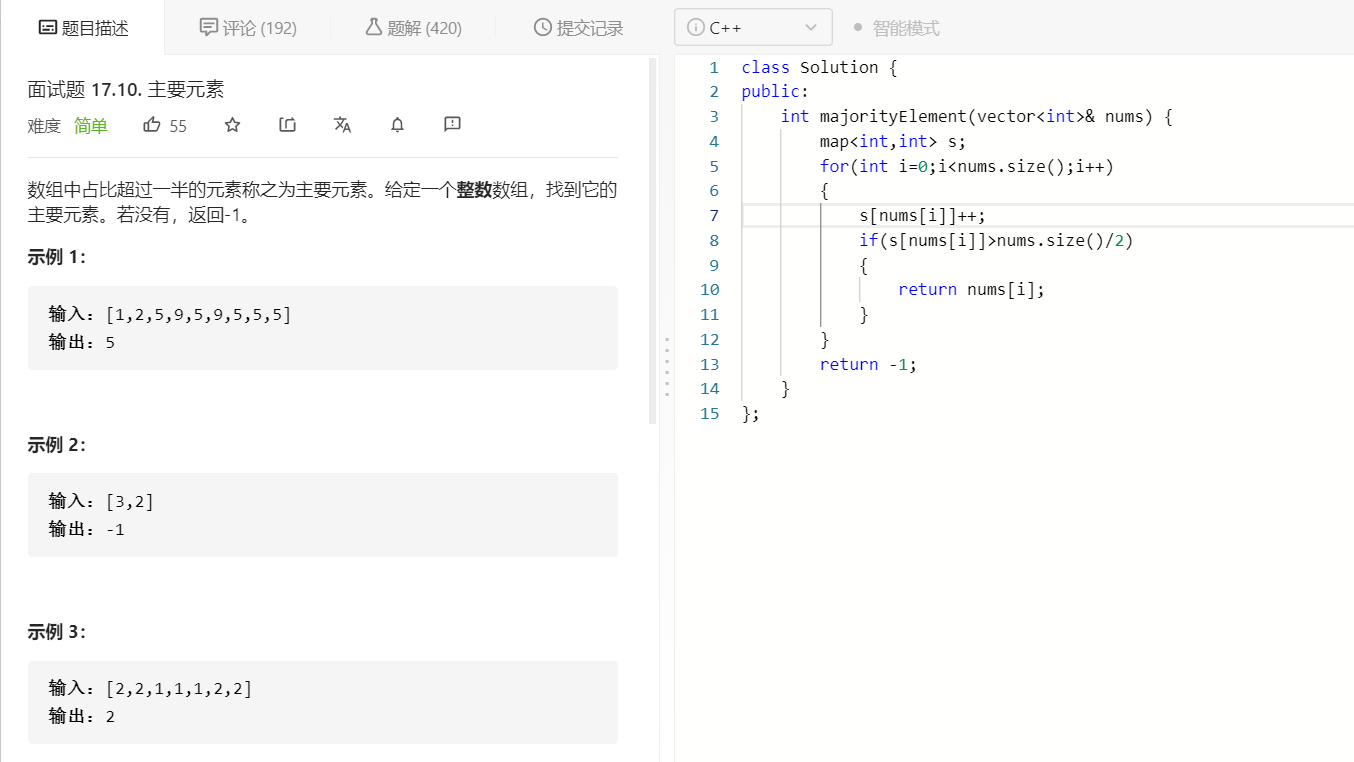 题目描述
评论 (192)
题解 (420)
提交记录
C++
智能模式
面试题 17.10. 主要元素
难度 简单 55
数组中占比超过一半的元素称之为主要元素。给定一个整数数组，找到它的
主要元素。若没有，返回-1。
示例 1：
输入：[1,2,5,9,5,9,5,5,5]
输出：5
示例 2：
输入：[3,2]
输出：-1
示例 3：
输入：[2,2,1,1,1,2,2]
输出：2
1 class Solution {
2 public:
3     int majorityElement(vector<int>& nums) {
4         map<int,int> s;
5         for(int i=0;i<nums.size();i++)
6         {
7             s[nums[i]]++;
8             if(s[nums[i]]>nums.size()/2)
9             {
10                 return nums[i];
11             }
12         }
13         return -1;
14     }
15 };